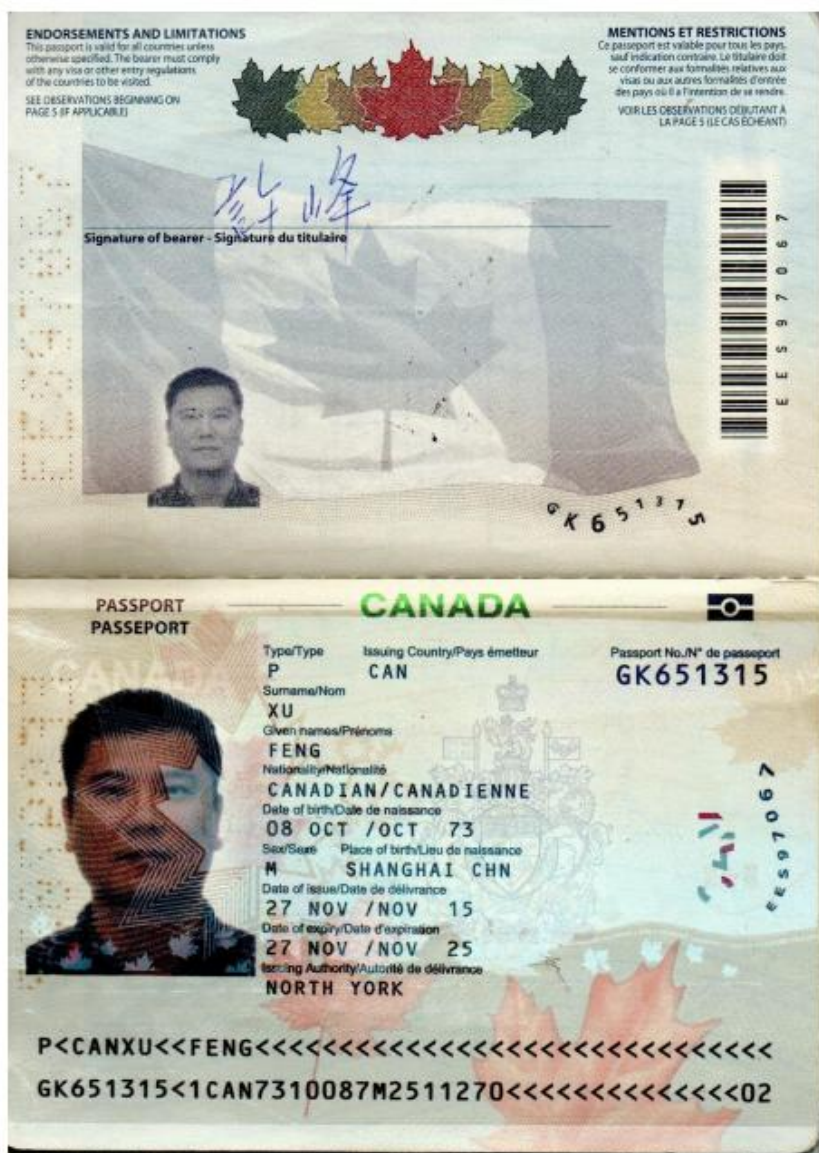 ENDORSEMENTS AND LIMITATIONS
This passport is valid for all countries unless
otherwise specified. The bearer must comply
with any visa or other entry regulations
of the countries to be visited.
SEE OBSERVATIONS BEGINNING ON
PAGE 5 (IF APPLICABLE)
MENTIONS ET RESTRICTIONS
Ce passeport est valable pour tous les pays,
sauf indication contraire. Le titulaire doit
se conformer aux formalités relatives aux
visas ou aux autres formalités d'entrée
des pays où il a l'intention de se rendre.
VOIR LES OBSERVATIONS DÉBUTANT À
LA PAGE 5 (LE CAS ÉCHÉANT)
許峰
Signature of bearer - Signature du titulaire
EES97067
GK651315
PASSPORT
PASSEPORT
CANADA
Type/Type Issuing Country/Pays émetteur Passport No./N° de passeport
P CAN GK651315
Surname/Nom
XU
Given names/Prénoms
FENG
Nationality/Nationalité
CANADIAN/CANADIENNE
Date of birth/Date de naissance
08 OCT /OCT 73
Sex/Sexe Place of birth/Lieu de naissance
M SHANGHAI CHN
Date of issue/Date de délivrance
27 NOV /NOV 15
Date of expiry/Date d'expiration
27 NOV /NOV 25
Issuing Authority/Autorité de délivrance
NORTH YORK
CANADA
CAN
EES97067
P<CANXU<<FENG<<<<<<<<<<<<<<<<<<<<<<<<<<<<<<<
GK651315<1CAN7310087M2511270<<<<<<<<<<<<<<02